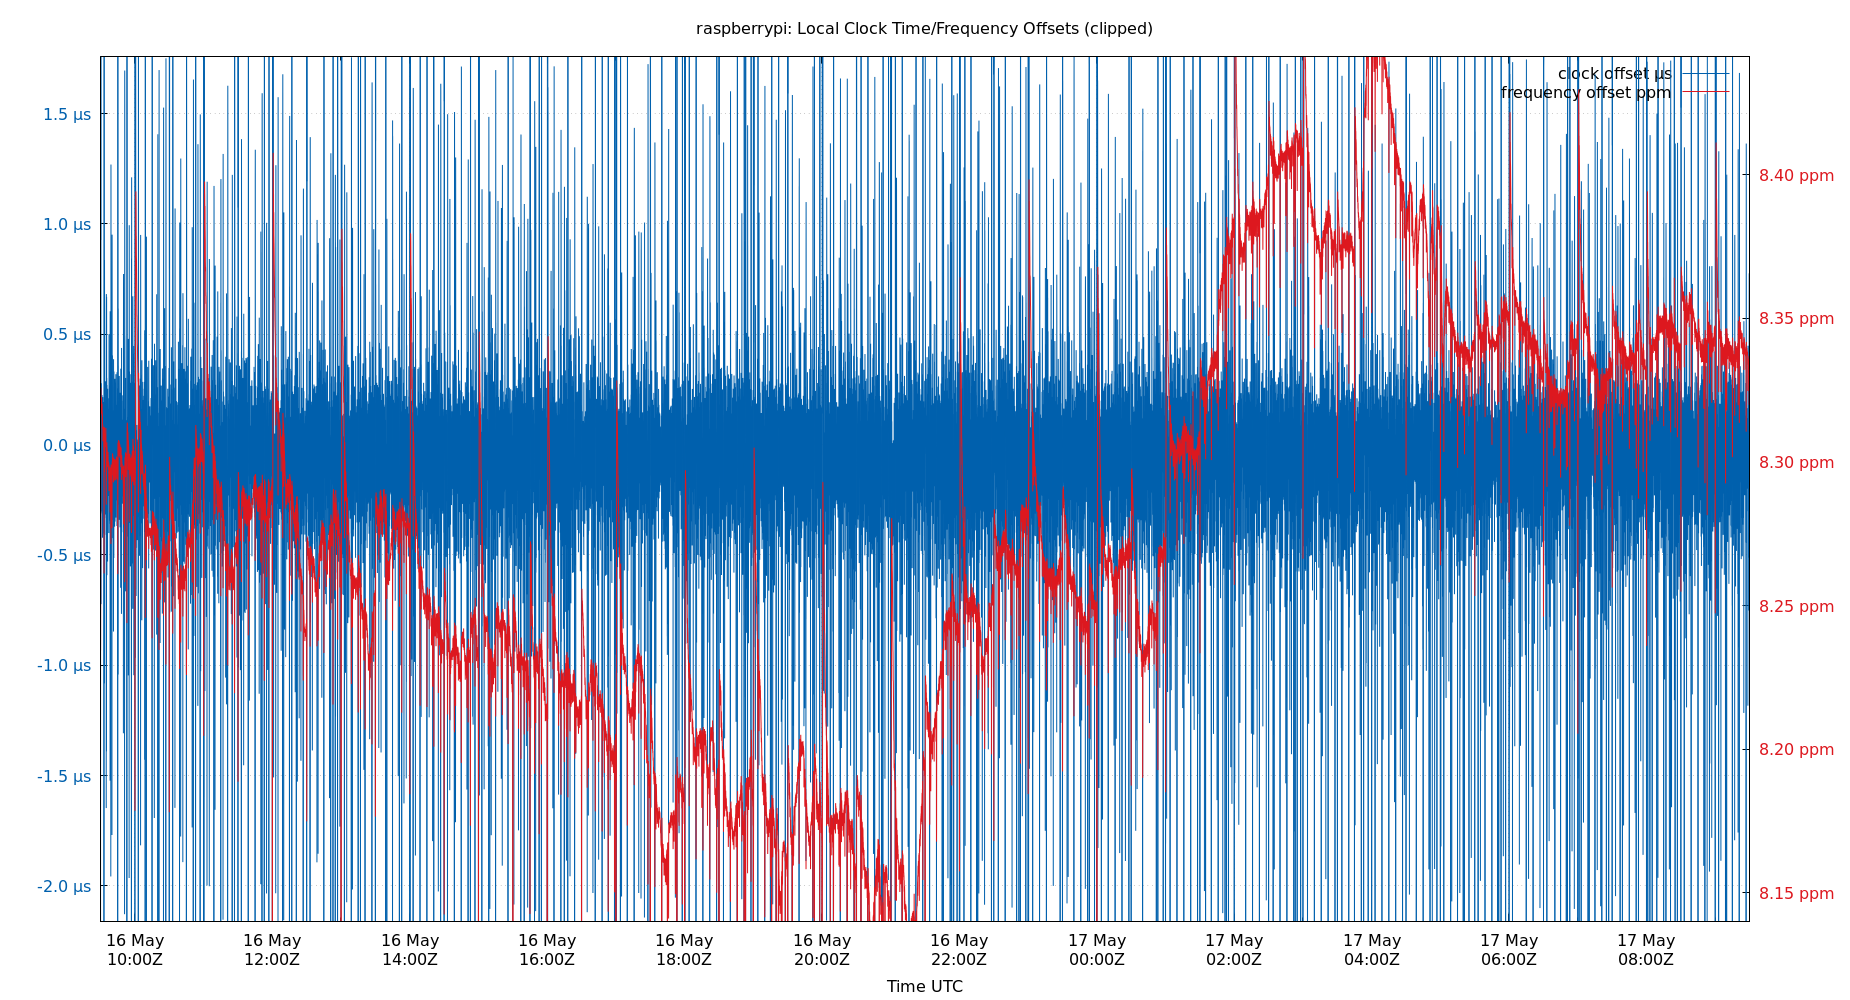 raspberrypi: Local Clock Time/Frequency Offsets (clipped)
clock offset µs
frequency offset ppm
1.5 µs
1.0 µs
0.5 µs
0.0 µs
-0.5 µs
-1.0 µs
-1.5 µs
-2.0 µs
8.40 ppm
8.35 ppm
8.30 ppm
8.25 ppm
8.20 ppm
8.15 ppm
16 May 16 May 16 May 16 May 16 May 16 May 16 May 17 May 17 May 17 May 17 May 17 May
10:00Z 12:00Z 14:00Z 16:00Z 18:00Z 20:00Z 22:00Z 00:00Z 02:00Z 04:00Z 06:00Z 08:00Z
Time UTC